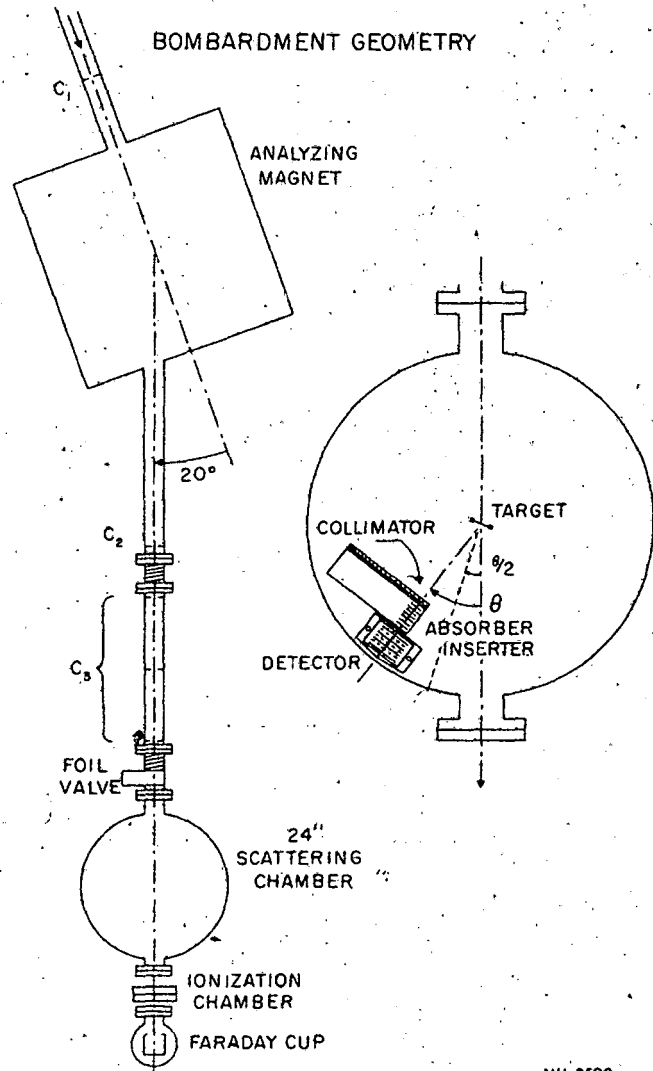 BOMBARDMENT GEOMETRY
C1
ANALYZING
MAGNET
20°
C2
C3
FOIL
VALVE
24"
SCATTERING
CHAMBER
IONIZATION
CHAMBER
FARADAY CUP
TARGET
COLLIMATOR
θ/2
θ
ABSORBER
INSERTER
DETECTOR